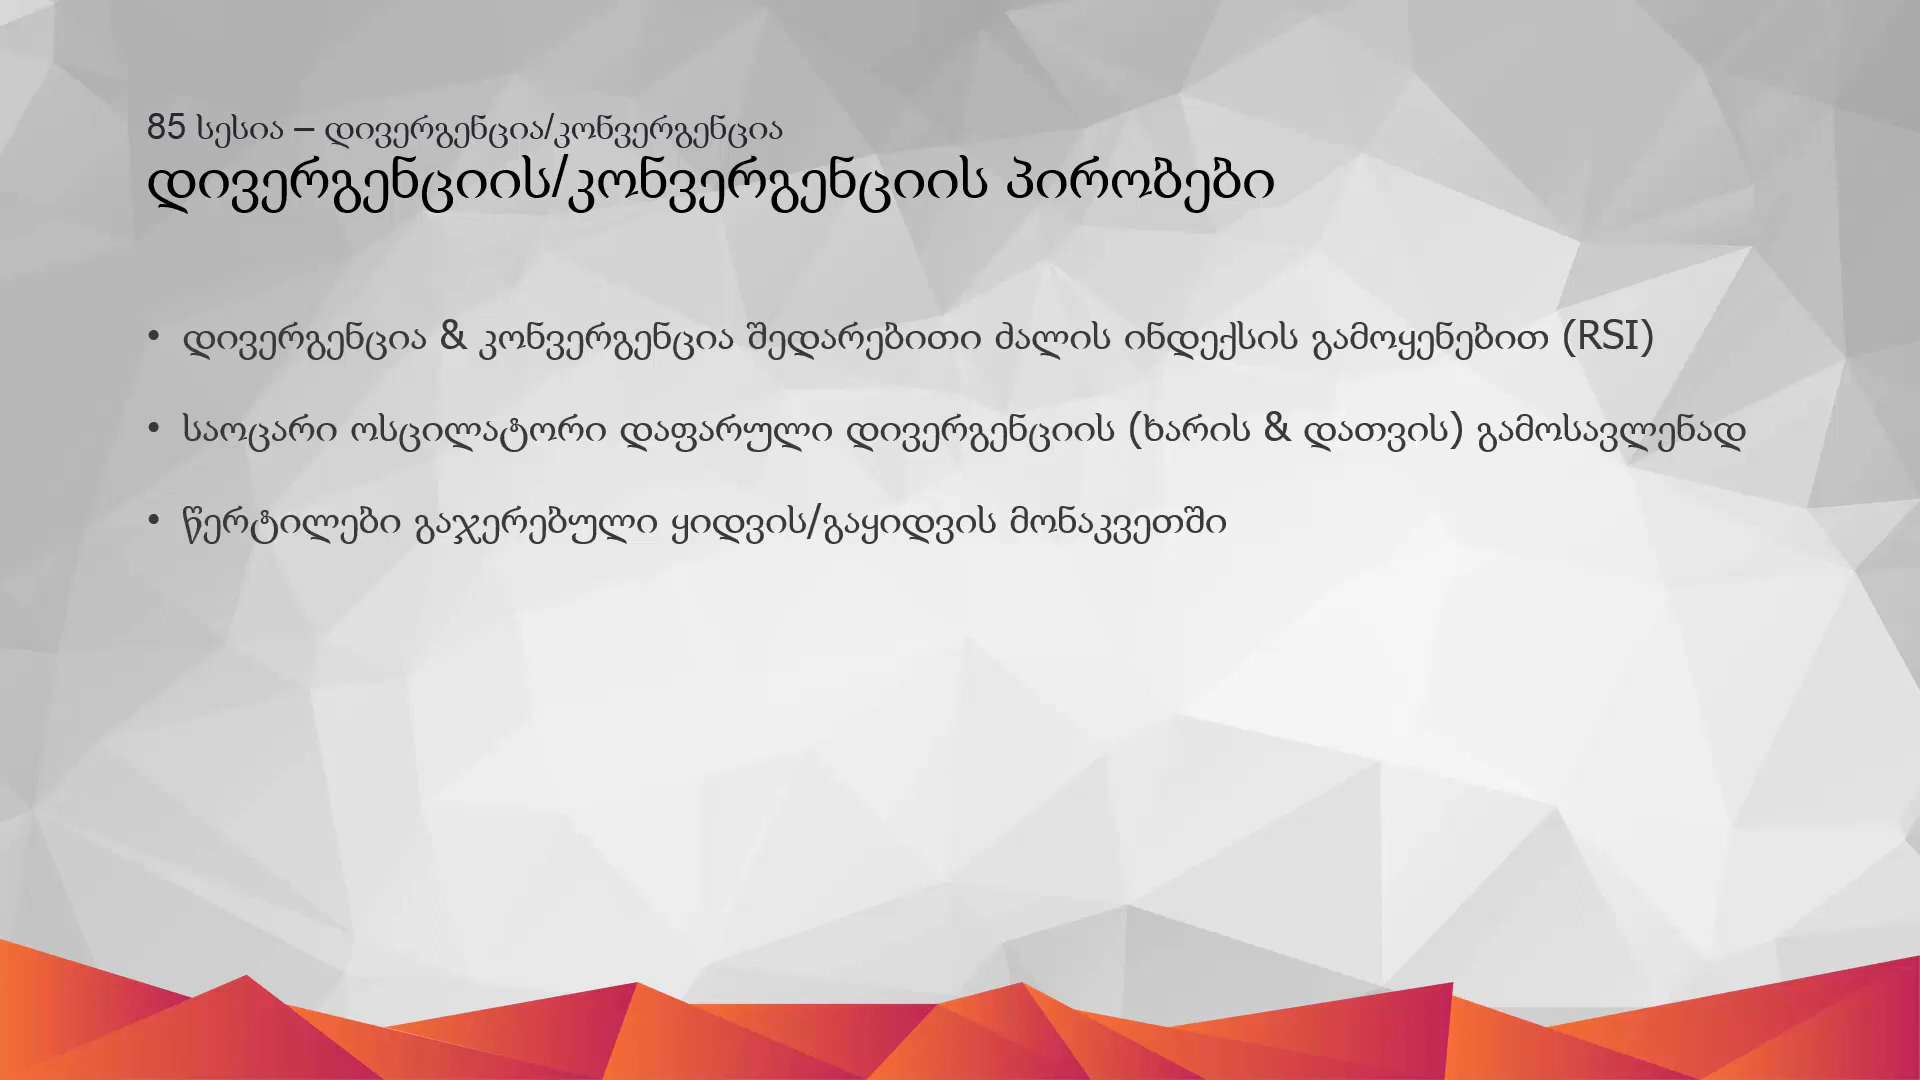 85 სესია – დივერგენცია/კონვერგენცია
დივერგენციის/კონვერგენციის პირობები
• დივერგენცია & კონვერგენცია შედარებითი ძალის ინდექსის გამოყენებით (RSI)
• საოცარი ოსცილატორი დაფარული დივერგენციის (ხარის & დათვის) გამოსავლენად
• წერტილები გაჯერებული ყიდვის/გაყიდვის მონაკვეთში